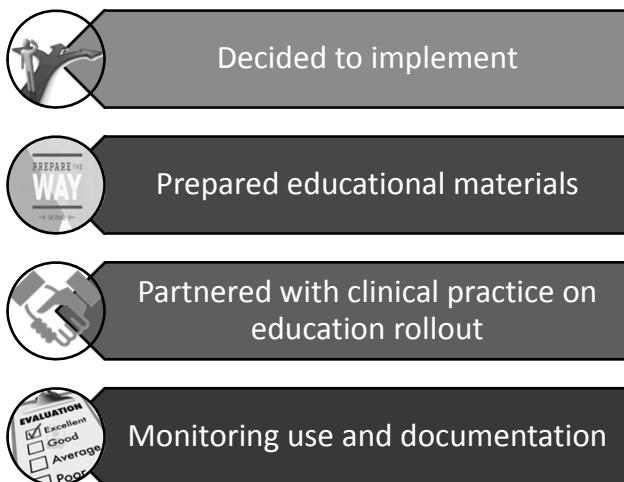 Decided to implement
PREPARE THE
WAY
Prepared educational materials
Partnered with clinical practice on
education rollout
EVALUATION
Excellent
Good
Average
Poor
Monitoring use and documentation